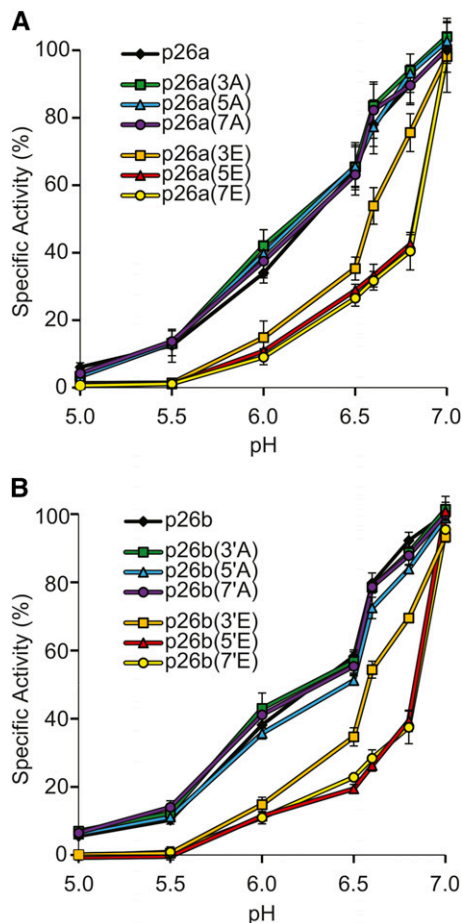 A
100
80
60
40
20
0
Specific Activity (%)
p26a
p26a(3A)
p26a(5A)
p26a(7A)
p26a(3E)
p26a(5E)
p26a(7E)
5.0 5.5 6.0 6.5 7.0
pH
B
100
80
60
40
20
0
Specific Activity (%)
p26b
p26b(3'A)
p26b(5'A)
p26b(7'A)
p26b(3'E)
p26b(5'E)
p26b(7'E)
5.0 5.5 6.0 6.5 7.0
pH